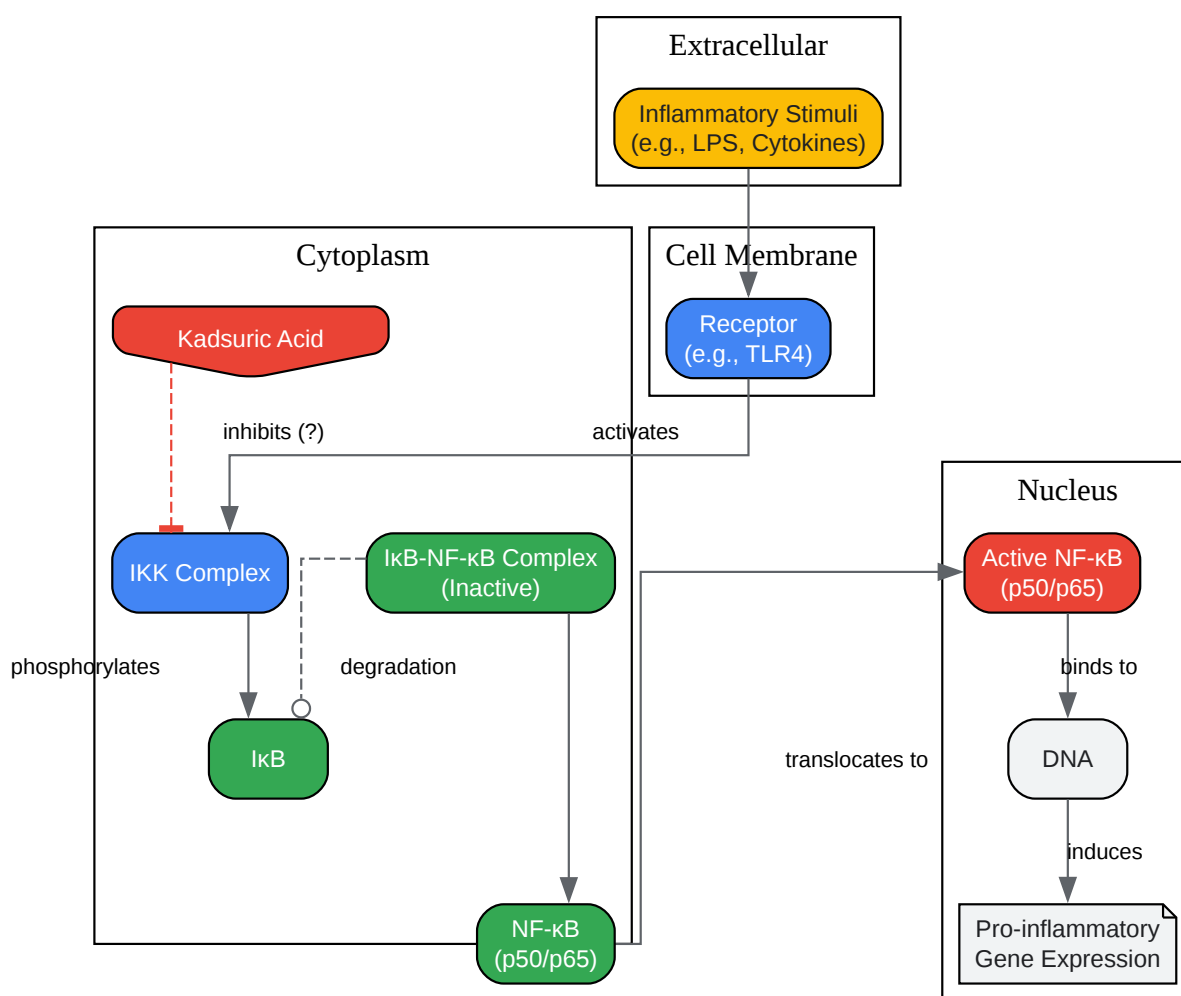 Extracellular
Inflammatory Stimuli
(e.g., LPS, Cytokines)
Cytoplasm
Cell Membrane
Kadsuric Acid
Receptor
(e.g., TLR4)
inhibits (?)
activates
Nucleus
IKK Complex
IκB-NF-κB Complex
(Inactive)
Active NF-κB
(p50/p65)
phosphorylates
degradation
binds to
IκB
translocates to
DNA
induces
NF-κB
(p50/p65)
Pro-inflammatory
Gene Expression